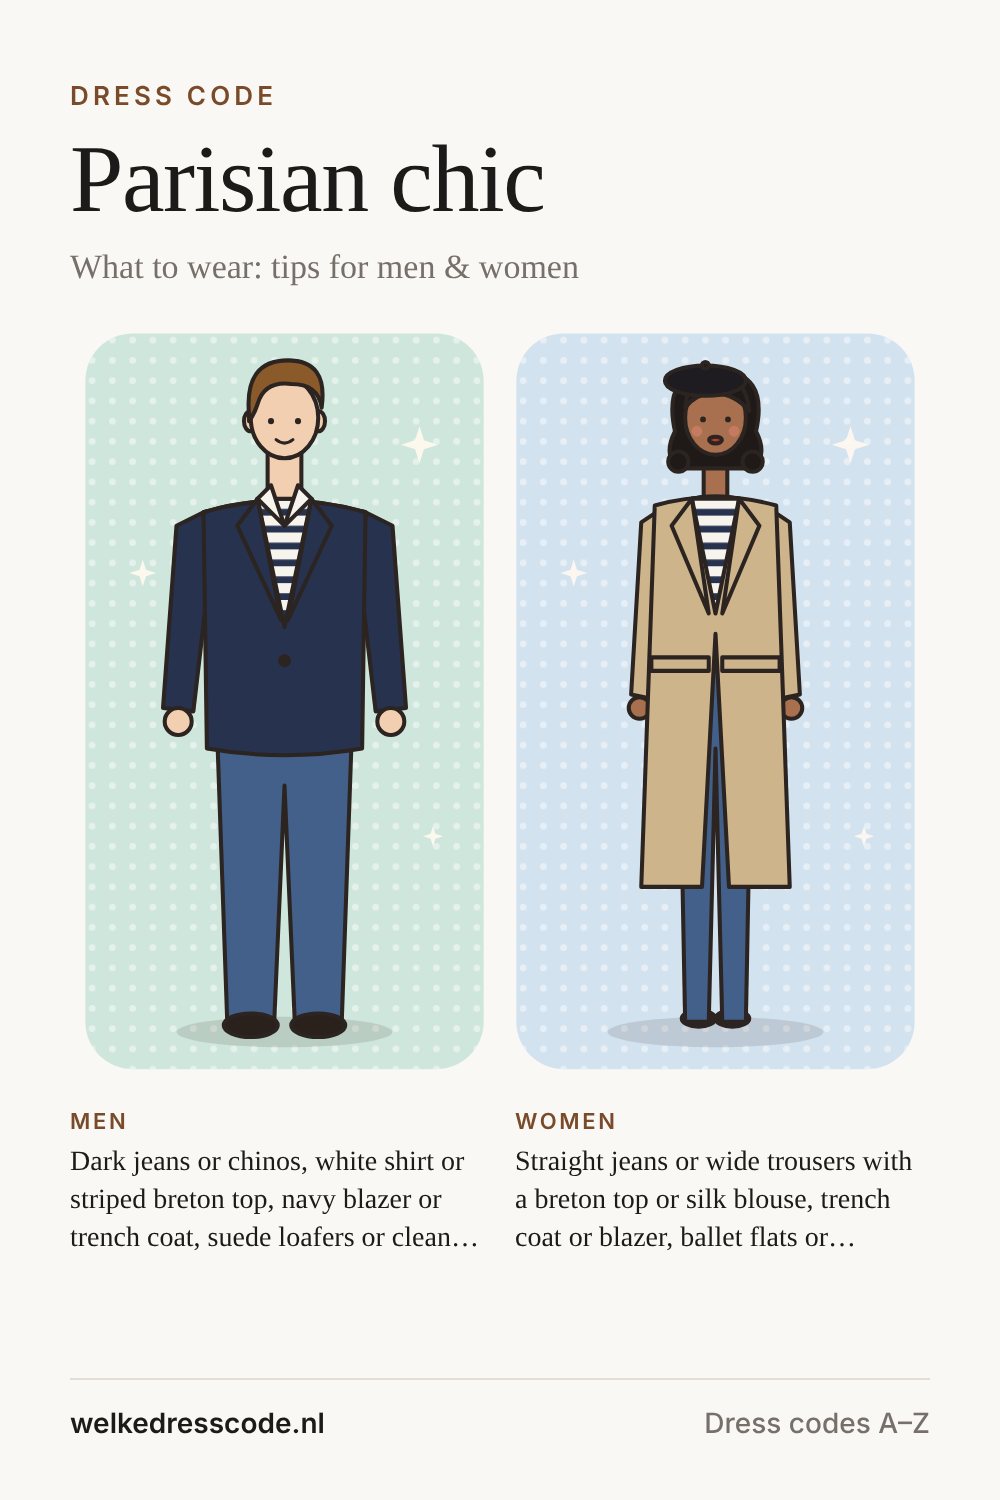 DRESS CODE
Parisian chic
What to wear: tips for men & women
MEN
Dark jeans or chinos, white shirt or
striped breton top, navy blazer or
trench coat, suede loafers or clean…
WOMEN
Straight jeans or wide trousers with
a breton top or silk blouse, trench
coat or blazer, ballet flats or…
welkedresscode.nl
Dress codes A–Z